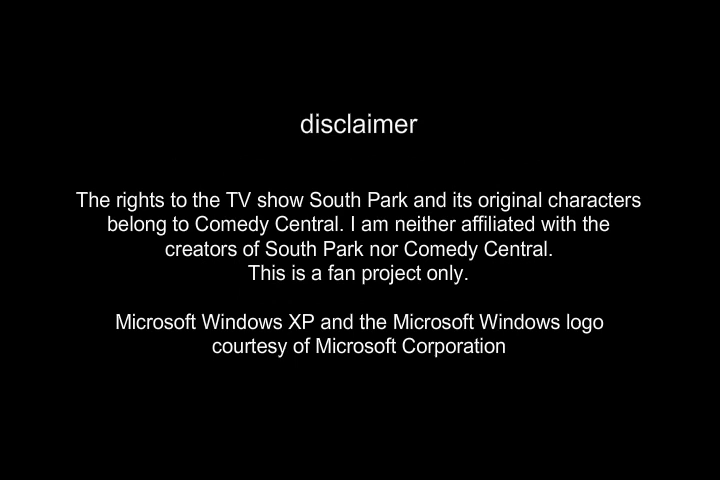 disclaimer
The rights to the TV show South Park and its original characters
belong to Comedy Central. I am neither affiliated with the
creators of South Park nor Comedy Central.
This is a fan project only.
Microsoft Windows XP and the Microsoft Windows logo
courtesy of Microsoft Corporation